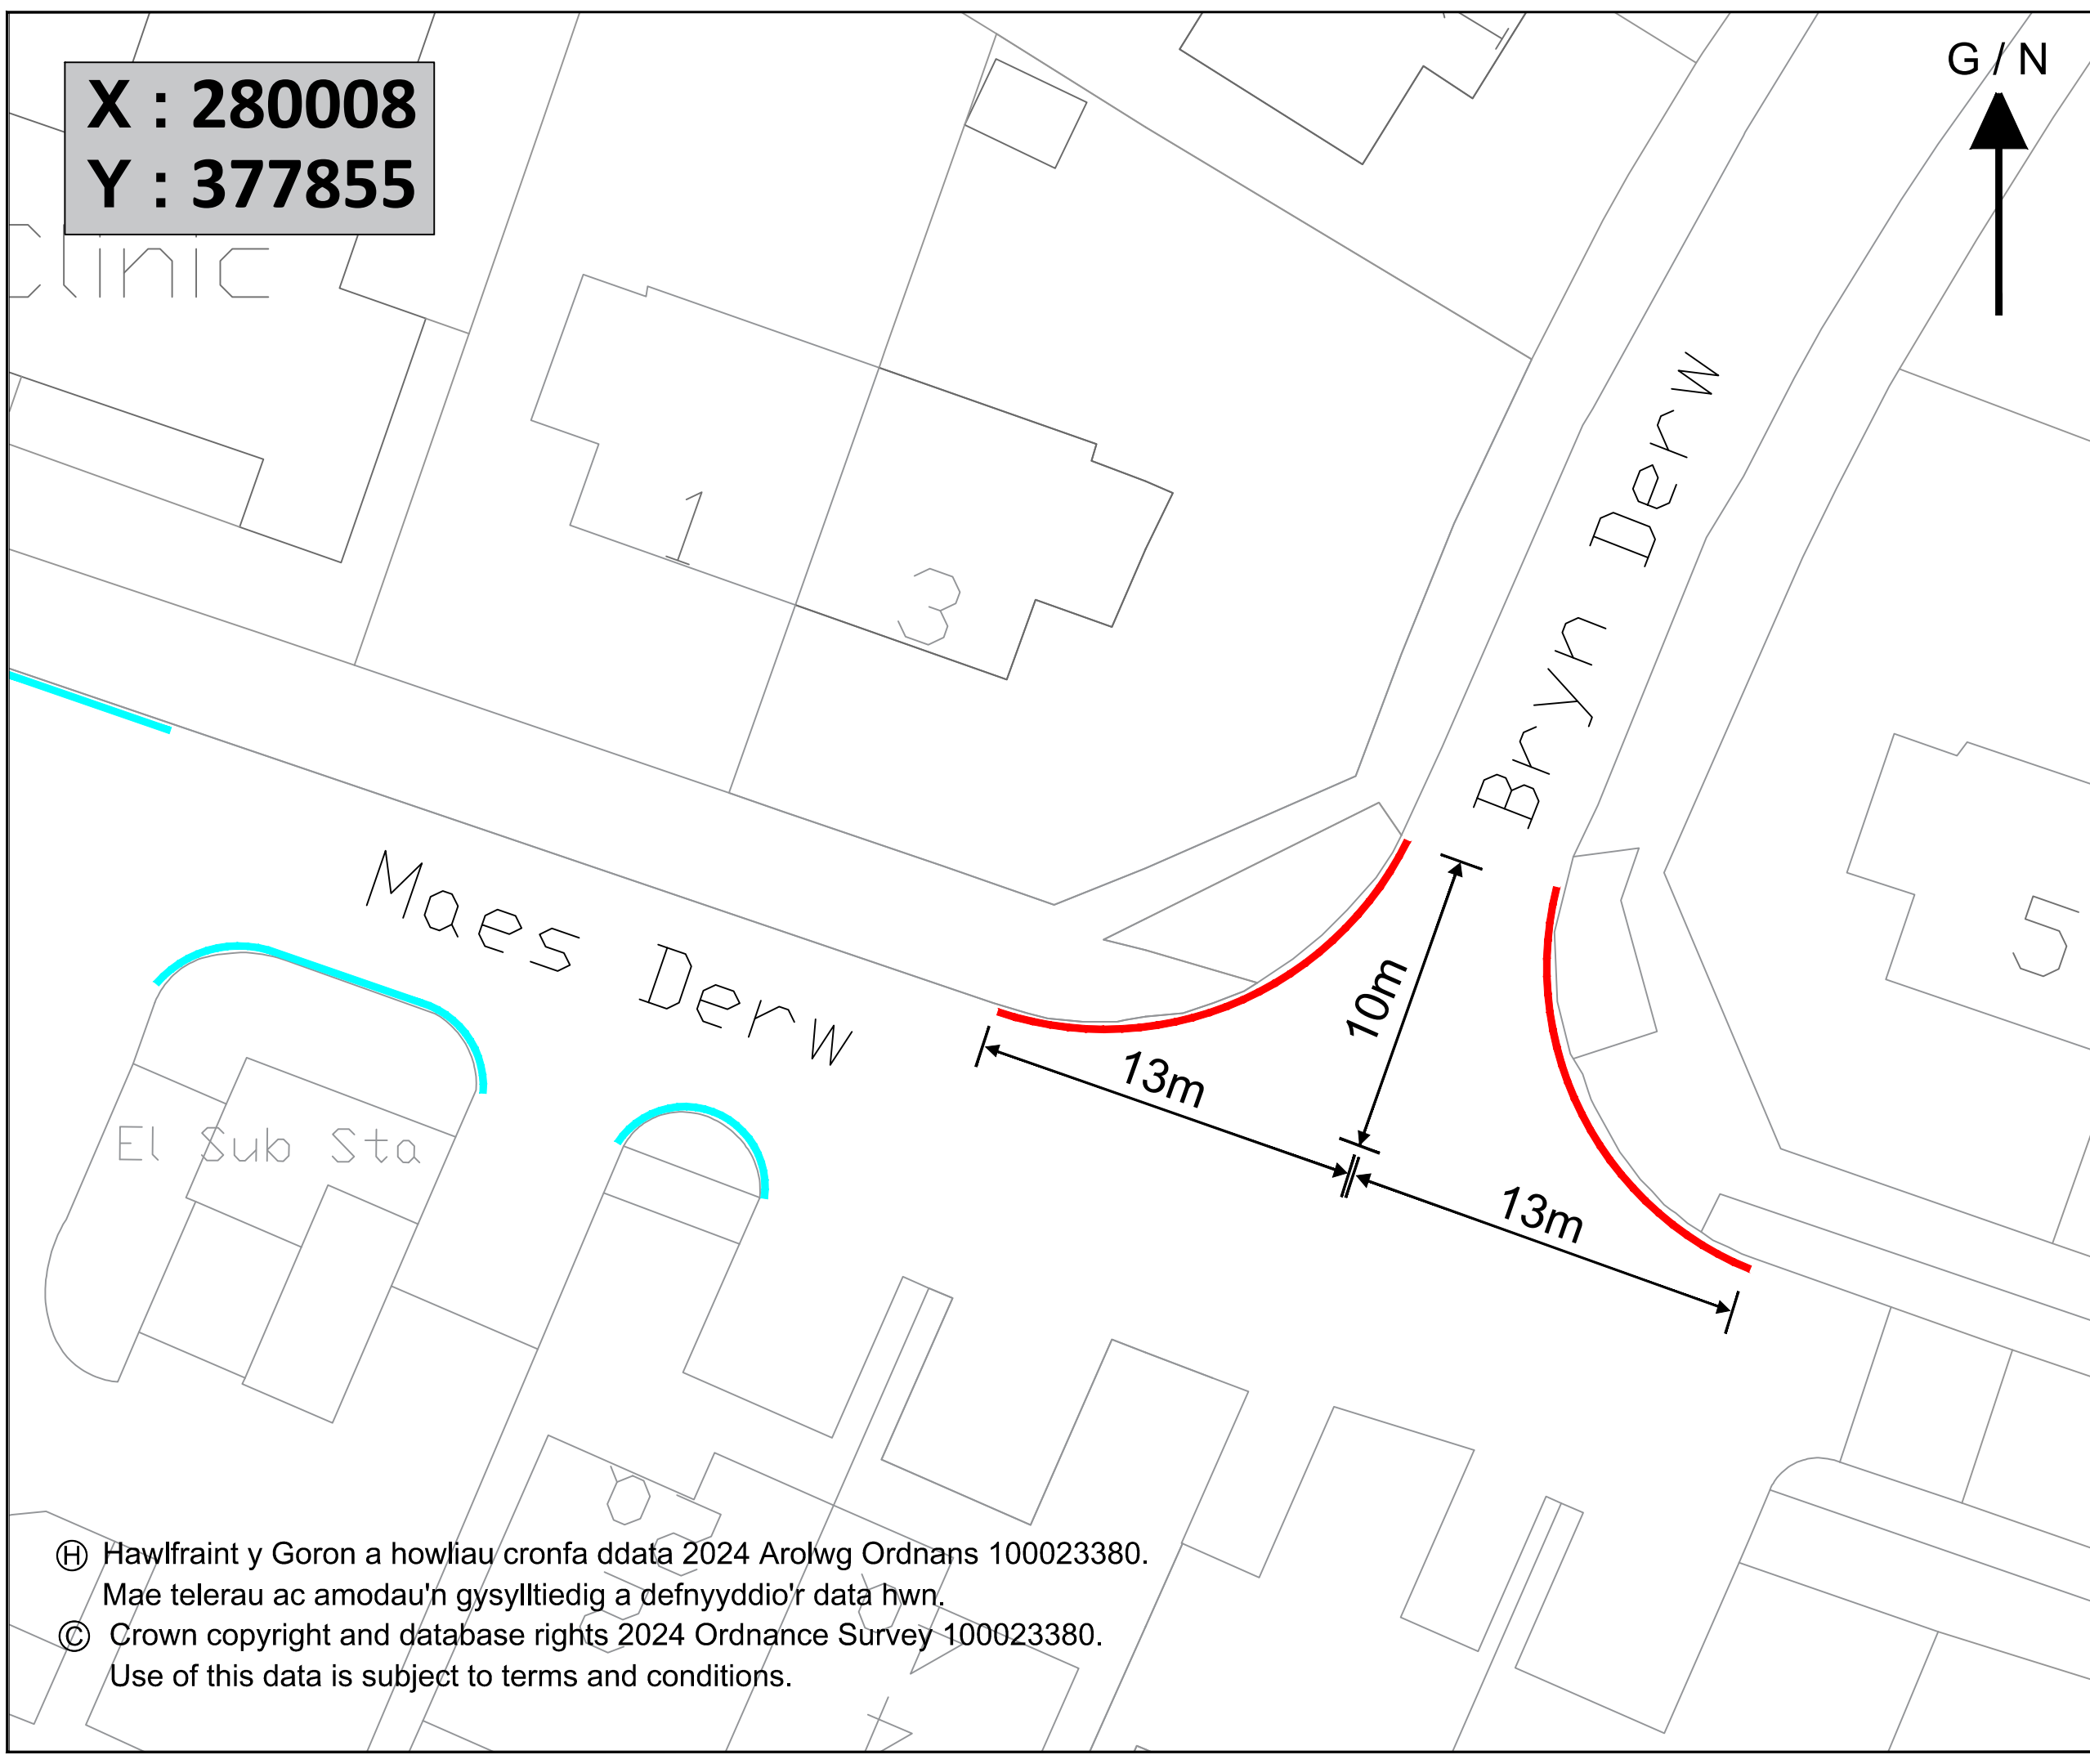 X : 280008
Y : 377855
G / N
Clinic
1
3
Bryn Derw
Maes Derw
5
10m
13m
13m
El Sub Sta
Ⓗ Hawlfraint y Goron a howliau cronfa ddata 2024 Arolwg Ordnans 100023380.
Mae telerau ac amodau'n gysylltiedig a defnyyddio'r data hwn.
© Crown copyright and database rights 2024 Ordnance Survey 100023380.
Use of this data is subject to terms and conditions.